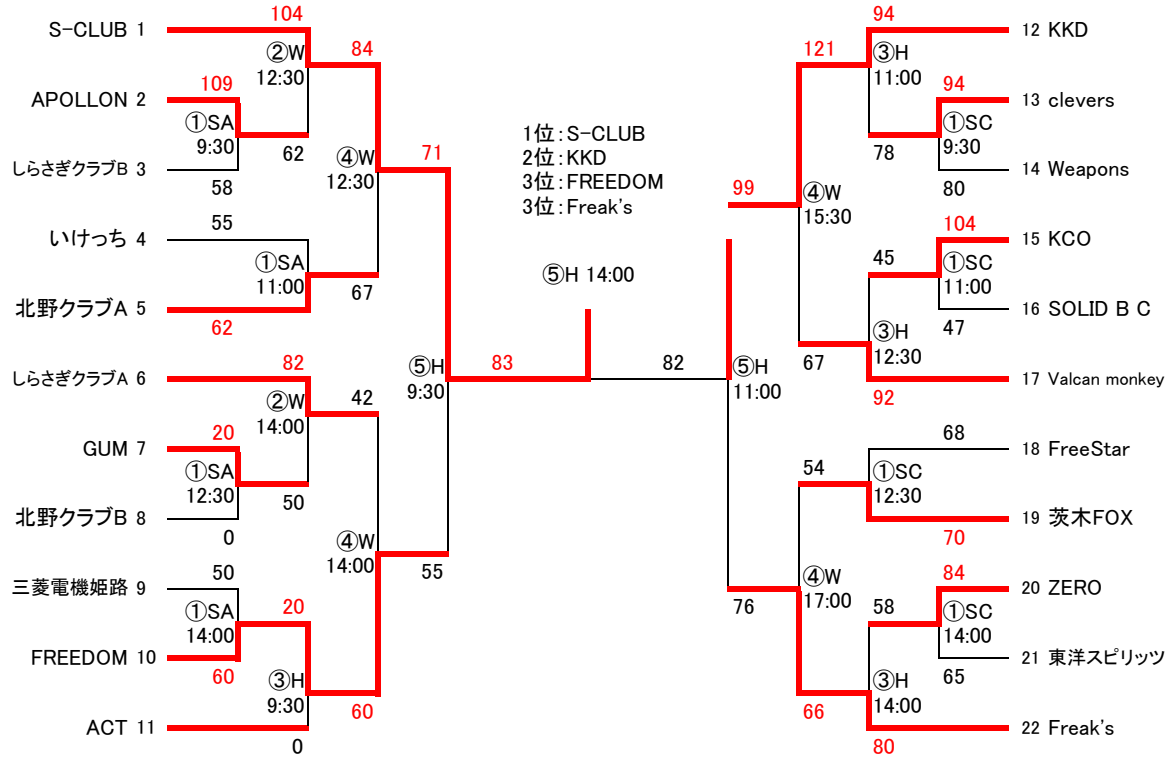 104
S-CLUB 1
②W
12:30
84
109
APOLLON 2
①SA
9:30
62
しらさぎクラブB 3
58
④W
12:30
71
55
いけっち 4
①SA
11:00
67
北野クラブA 5
62
82
しらさぎクラブA 6
②W
14:00
42
20
GUM 7
①SA
12:30
50
北野クラブB 8
0
④W
14:00
55
50
三菱電機姫路 9
①SA
14:00
20
FREEDOM 10
60
③H
9:30
60
ACT 11
0
⑤H
9:30
83
1位：S-CLUB
2位：KKD
3位：FREEDOM
3位：Freak's
⑤H 14:00
82
⑤H
11:00
99
76
94
12 KKD
121
③H
11:00
94
13 clevers
①SC
9:30
78
14 Weapons
80
④W
15:30
104
15 KCO
45
①SC
11:00
16 SOLID B C
47
③H
12:30
67
17 Valcan monkey
92
68
18 FreeStar
54
①SC
12:30
19 茨木FOX
70
④W
17:00
84
20 ZERO
58
①SC
14:00
21 東洋スピリッツ
65
③H
14:00
66
22 Freak's
80